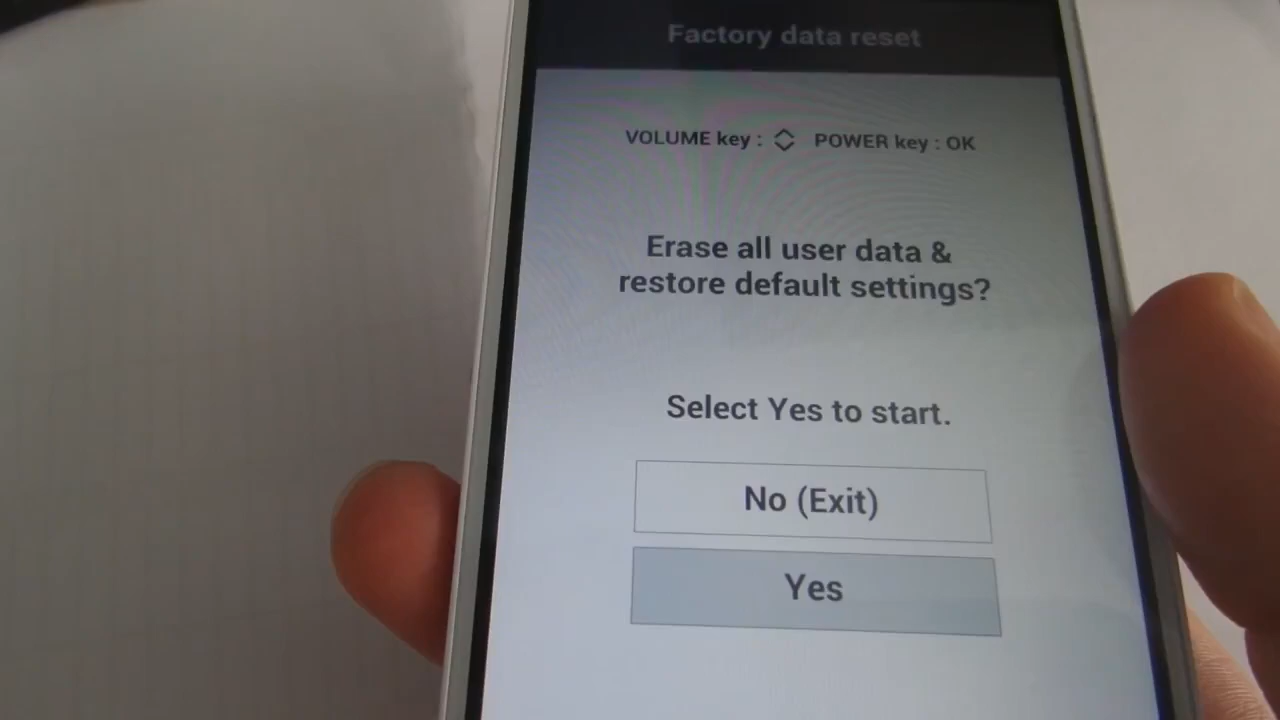 Factory data reset
VOLUME key : POWER key : OK
Erase all user data &
restore default settings?
Select Yes to start.
No (Exit)
Yes